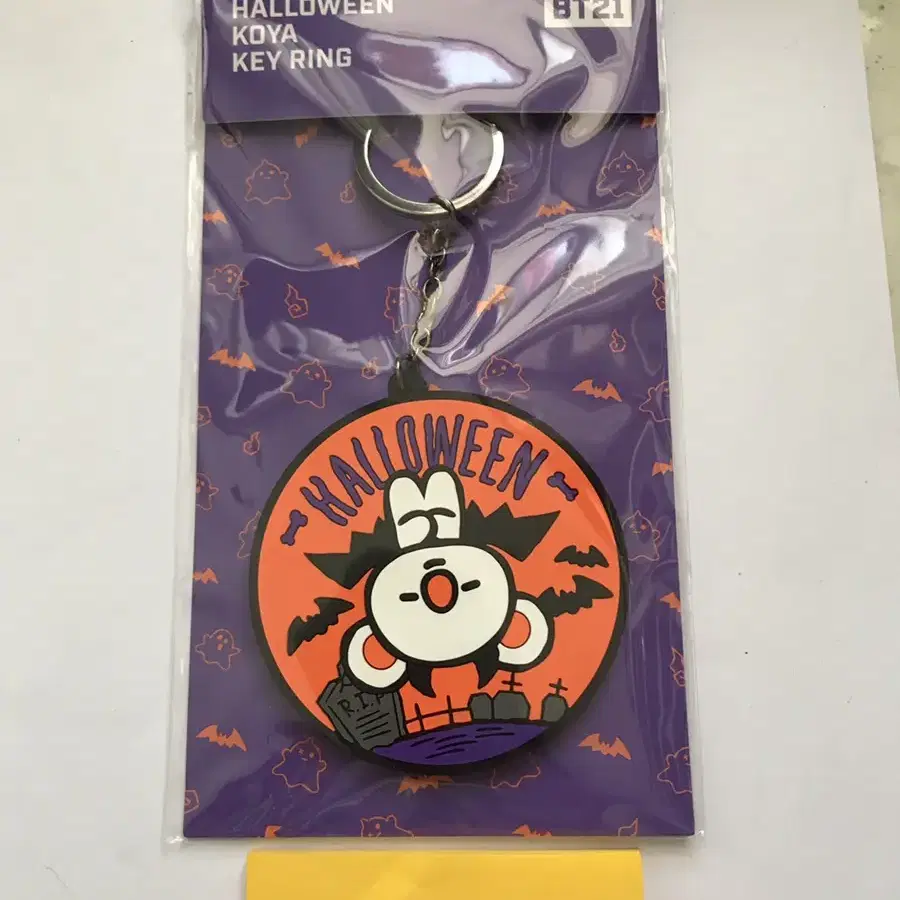 HALLOWEEN
KOYA
KEY RING
BT21
HALLOWEEN
R.I.P